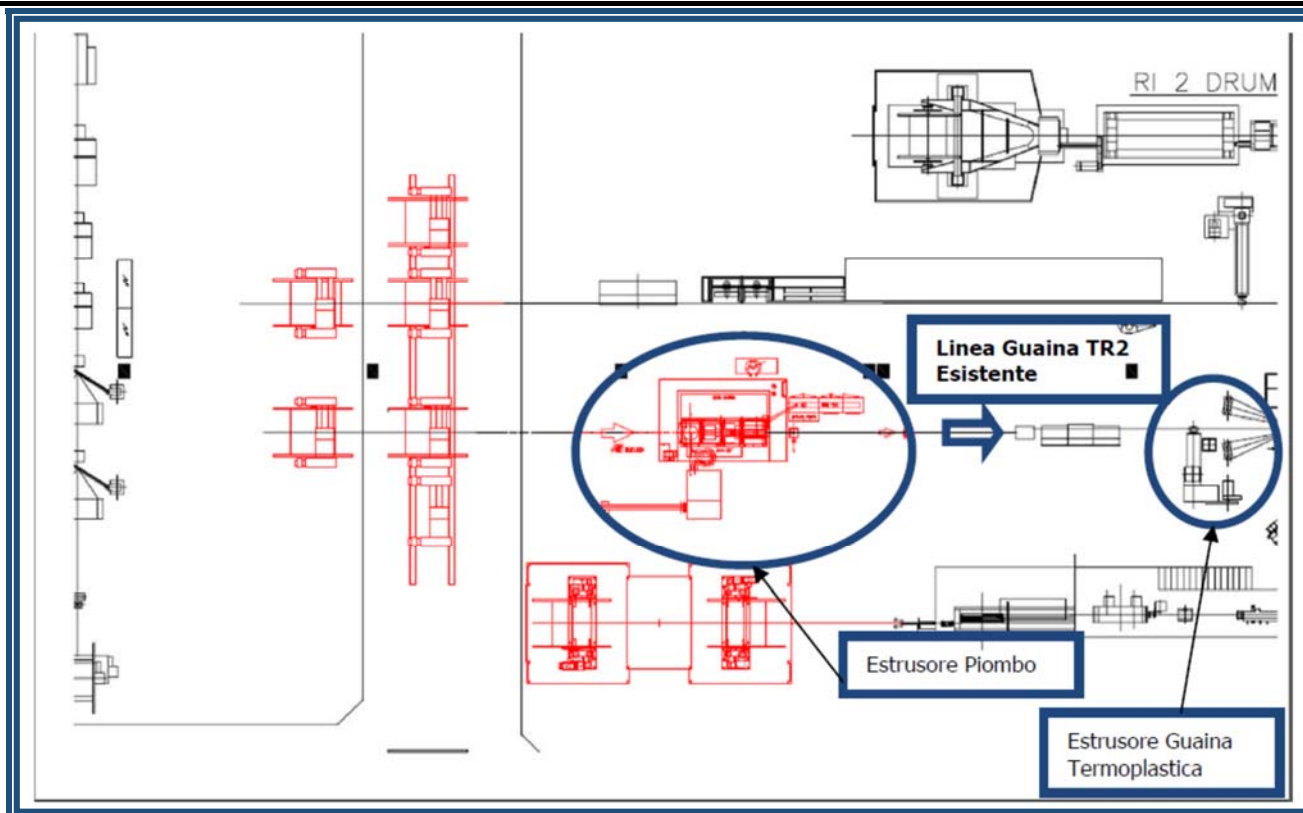 RI 2 DRUM
Linea Guaina TR2
Esistente
Estrusore Piombo
Estrusore Guaina
Termoplastica